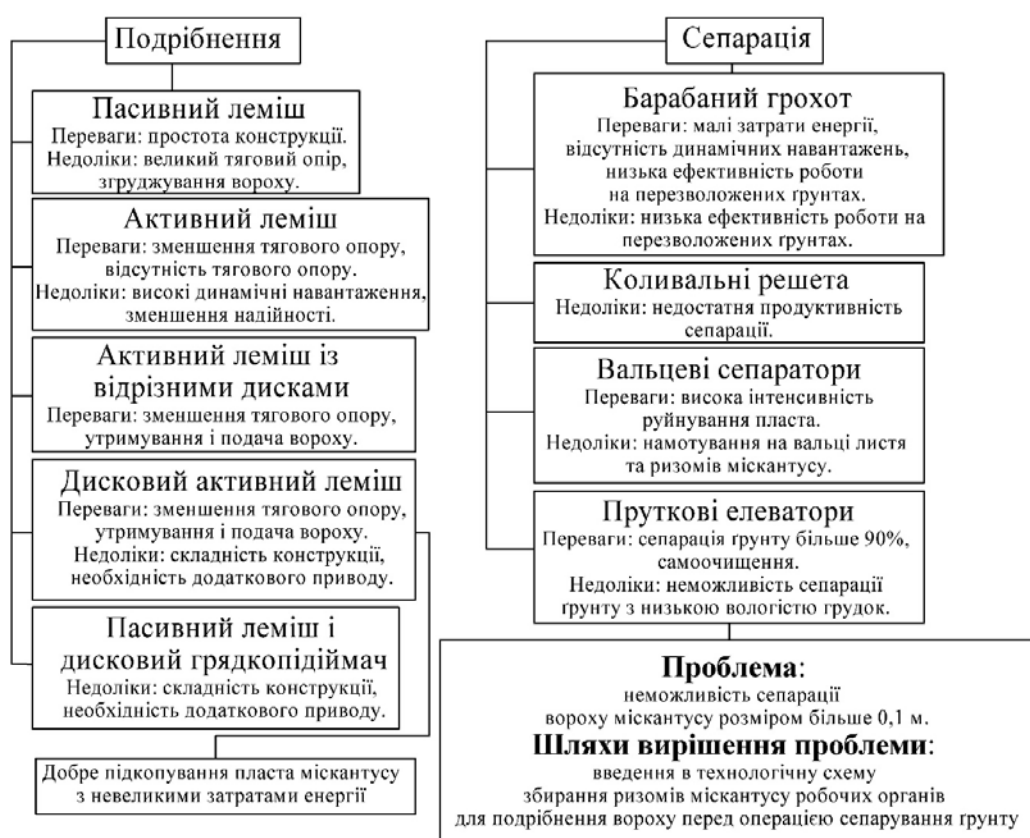 Подрібнення
Пасивний леміш
Переваги: простота конструкції.
Недоліки: великий тяговий опір,
згруджування вороху.
Активний леміш
Переваги: зменшення тягового опору,
відсутність тягового опору.
Недоліки: високі динамічні навантаження,
зменшення надійності.
Активний леміш із
відрізними дисками
Переваги: зменшення тягового опору,
утримування і подача вороху.
Дисковий активний леміш
Переваги: зменшення тягового опору,
утримування і подача вороху.
Недоліки: складність конструкції,
необхідність додаткового приводу.
Пасивний леміш і
дисковий грядкопідіймач
Недоліки: складність конструкції,
необхідність додаткового приводу.
Добре підкопування пласта міскантусу
з невеликими затратами енергії
Сепарація
Барабаний грохот
Переваги: малі затрати енергії,
відсутність динамічних навантажень,
низька ефективність роботи
на перезволожених ґрунтах.
Недоліки: низька ефективність роботи на
перезволожених ґрунтах.
Коливальні решета
Недоліки: недостатня продуктивність
сепарації.
Вальцеві сепаратори
Переваги: висока інтенсивність
руйнування пласта.
Недоліки: намотування на вальці листя
та ризомів міскантусу.
Пруткові елеватори
Переваги: сепарація ґрунту більше 90%,
самоочищення.
Недоліки: неможливість сепарації
ґрунту з низькою вологістю грудок.
Проблема:
неможливість сепарації
вороху міскантусу розміром більше 0,1 м.
Шляхи вирішення проблеми:
введення в технологічну схему
збирання ризомів міскантусу робочих органів
для подрібнення вороху перед операцією сепарування ґрунту